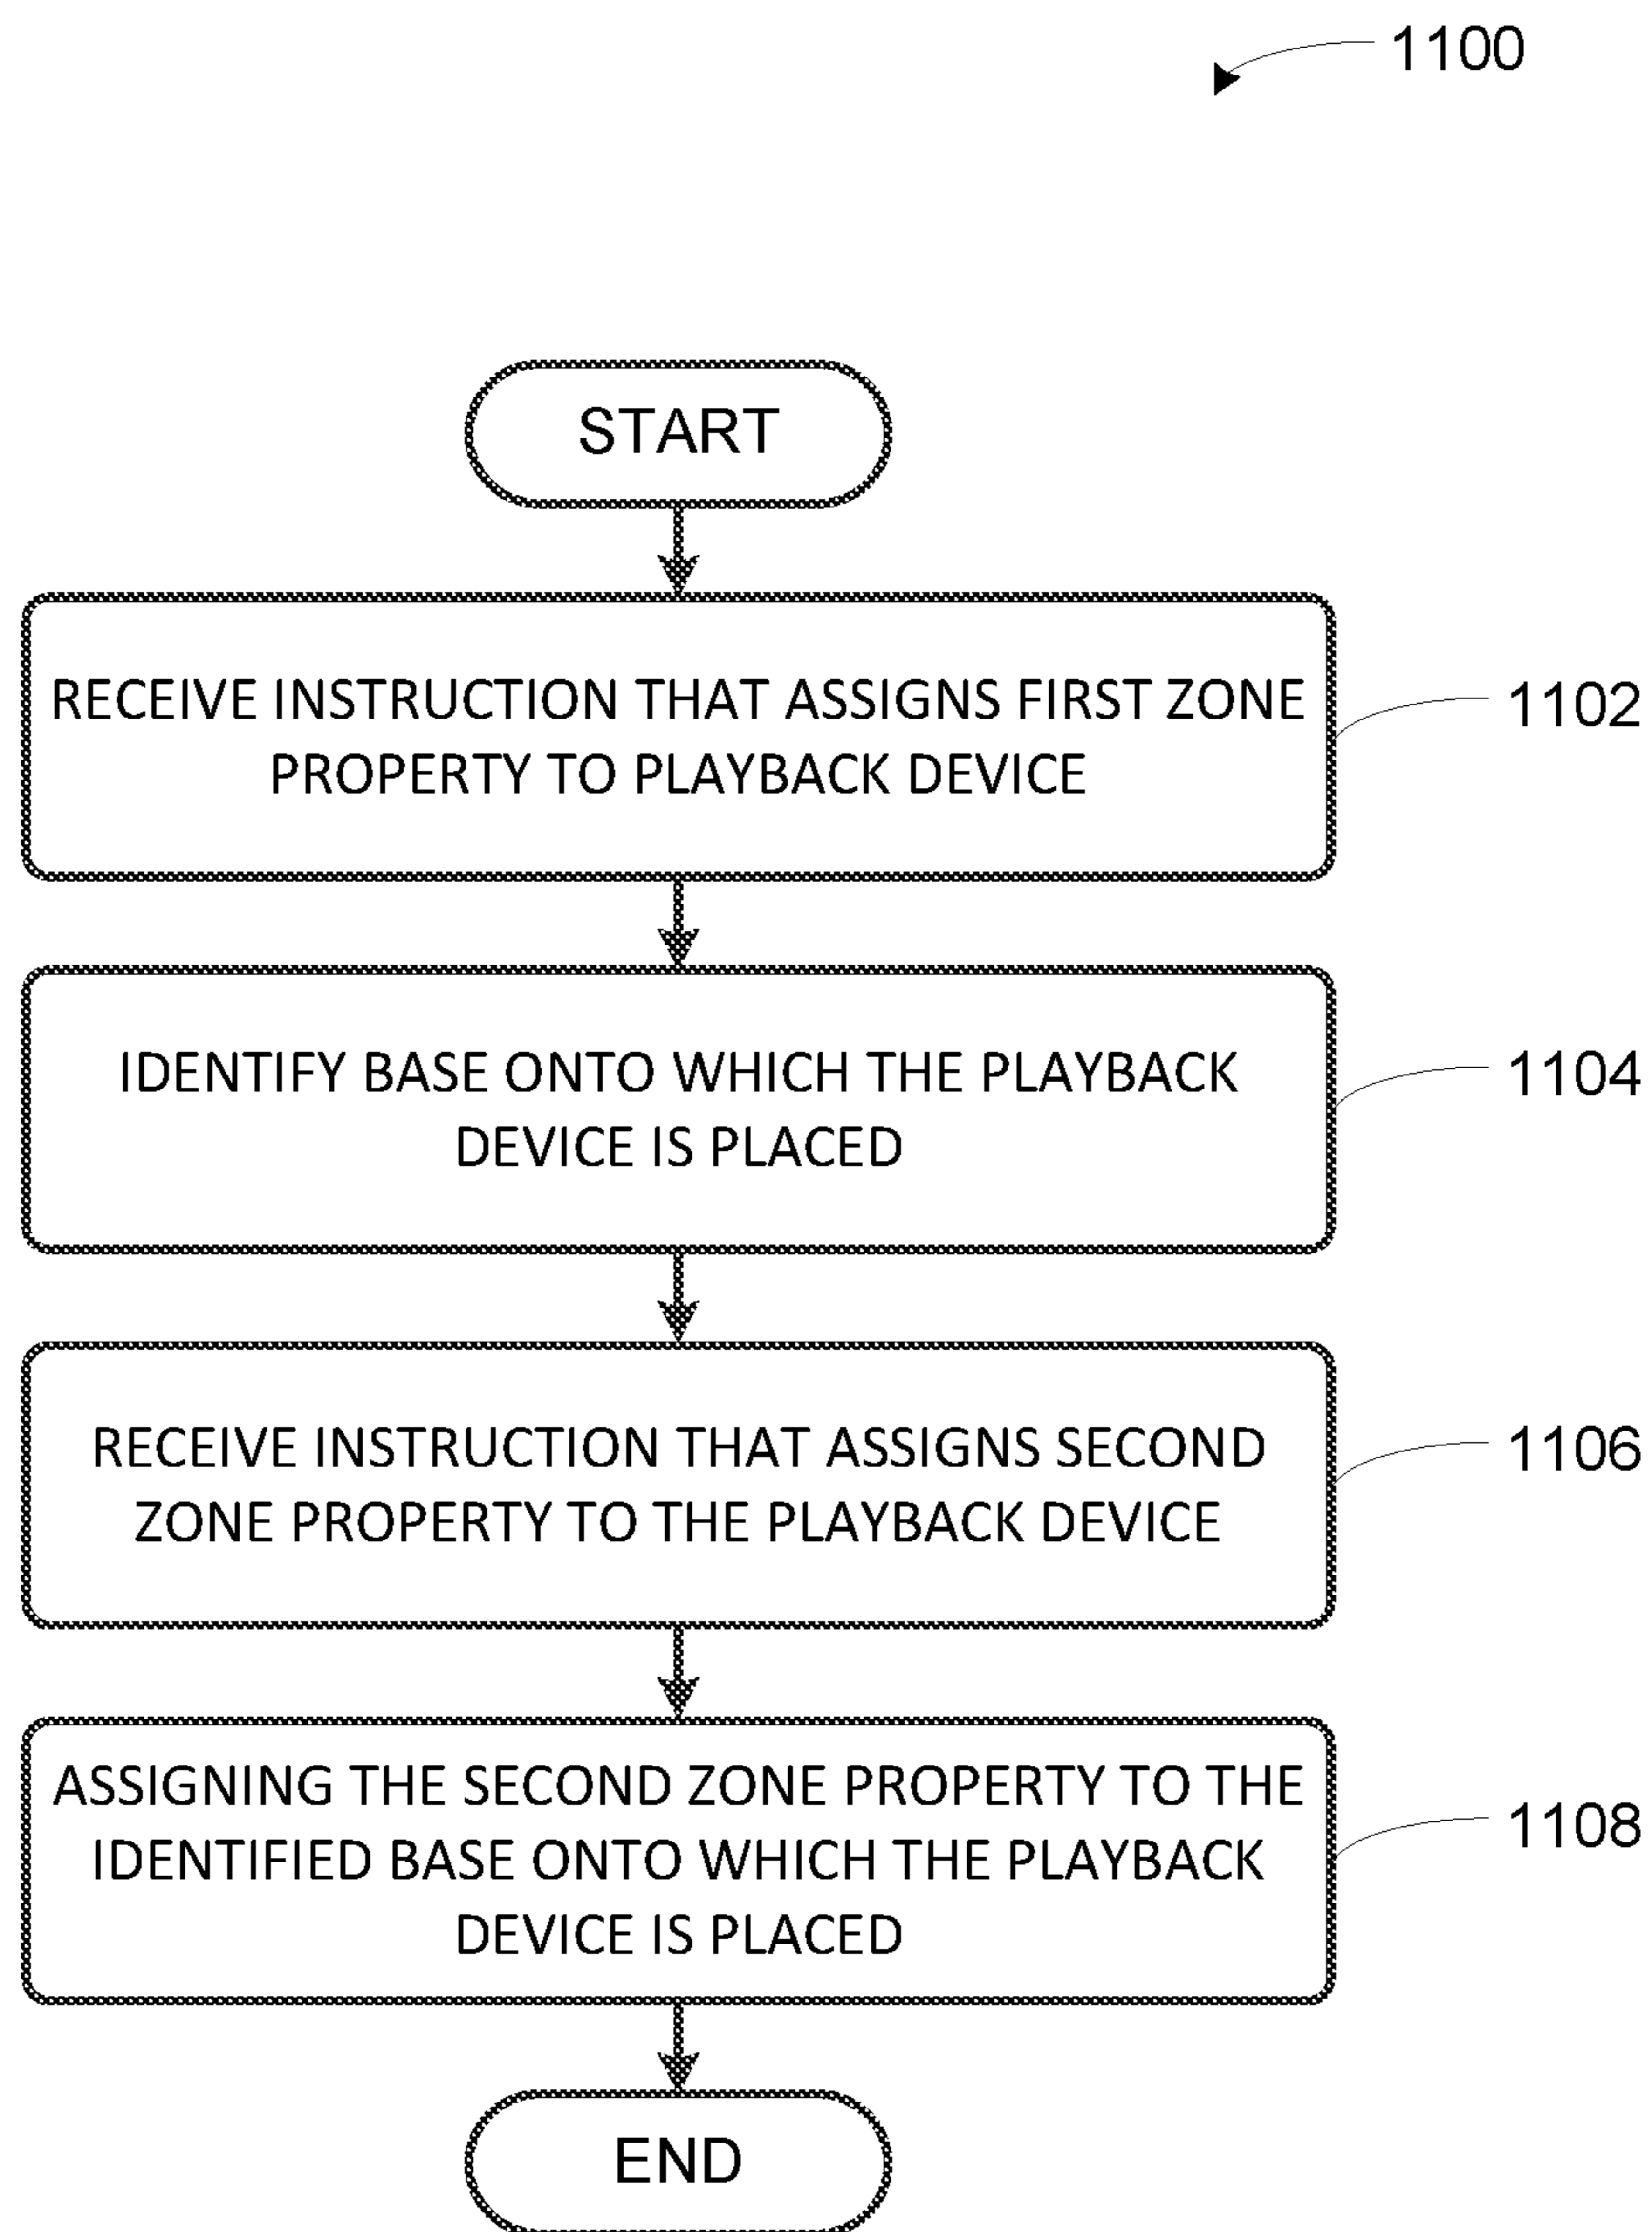 1100
START
RECEIVE INSTRUCTION THAT ASSIGNS FIRST ZONE
PROPERTY TO PLAYBACK DEVICE
1102
IDENTIFY BASE ONTO WHICH THE PLAYBACK
DEVICE IS PLACED
1104
RECEIVE INSTRUCTION THAT ASSIGNS SECOND
ZONE PROPERTY TO THE PLAYBACK DEVICE
1106
ASSIGNING THE SECOND ZONE PROPERTY TO THE
IDENTIFIED BASE ONTO WHICH THE PLAYBACK
DEVICE IS PLACED
1108
END